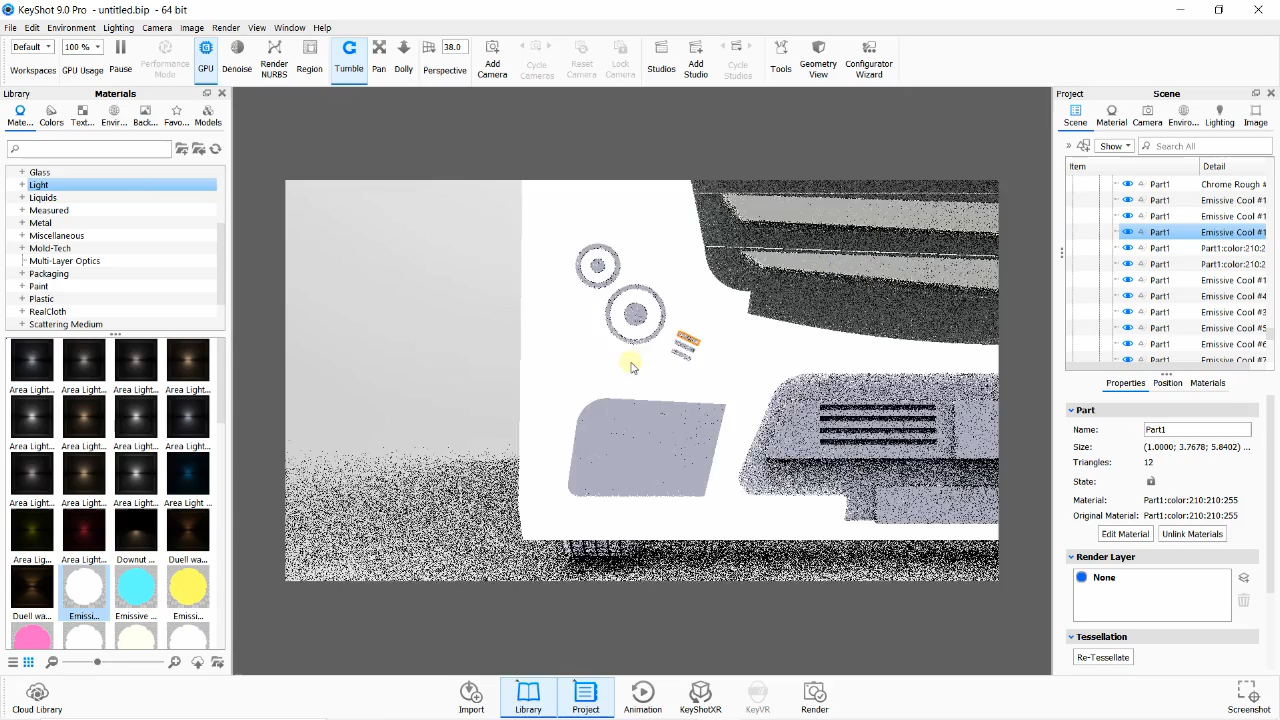 KeyShot 9.0 Pro - untitled.bip - 64 bit
File Edit Environment Lighting Camera Image Render View Window Help
Default 100 % 38.0
Workspaces GPU Usage Pause Performance Mode GPU Denoise Render NURBS Region Tumble Pan Dolly Perspective Add Camera Cycle Cameras Reset Camera Lock Camera Studios Add Studio Cycle Studios Tools Geometry View Configurator Wizard
Library Materials
Mate... Colors Text... Envir... Back... Favo... Models
Glass
Light
Liquids
Measured
Metal
Miscellaneous
Mold-Tech
Multi-Layer Optics
Packaging
Paint
Plastic
RealCloth
Scattering Medium
Area Light... Area Light... Area Light... Area Light...
Area Light... Area Light... Area Light... Area Light...
Area Light... Area Light... Area Light... Area Light ...
Area Lig... Area Lig... Downut ... Duell wa...
Duell wa... Emissi... Emissive ... Emissi...
Project Scene
Scene Material Camera Enviro... Lighting Image
» Show Search All
Item Detail
Part1 Chrome Rough #
Part1 Emissive Cool #1
Part1 Emissive Cool #1
Part1 Emissive Cool #1
Part1 Part1:color:210:2
Part1 Part1:color:210:2
Part1 Emissive Cool #1
Part1 Emissive Cool #4
Part1 Emissive Cool #3
Part1 Emissive Cool #5
Part1 Emissive Cool #6
Part1 Emissive Cool #7
Properties Position Materials
Part
Name: Part1
Size: (1.0000; 3.7678; 5.8402) ...
Triangles: 12
State:
Material: Part1:color:210:210:255
Original Material: Part1:color:210:210:255
Edit Material Unlink Materials
Render Layer
None
Tessellation
Re-Tessellate
Cloud Library Import Library Project Animation KeyShotXR KeyVR Render Screenshot